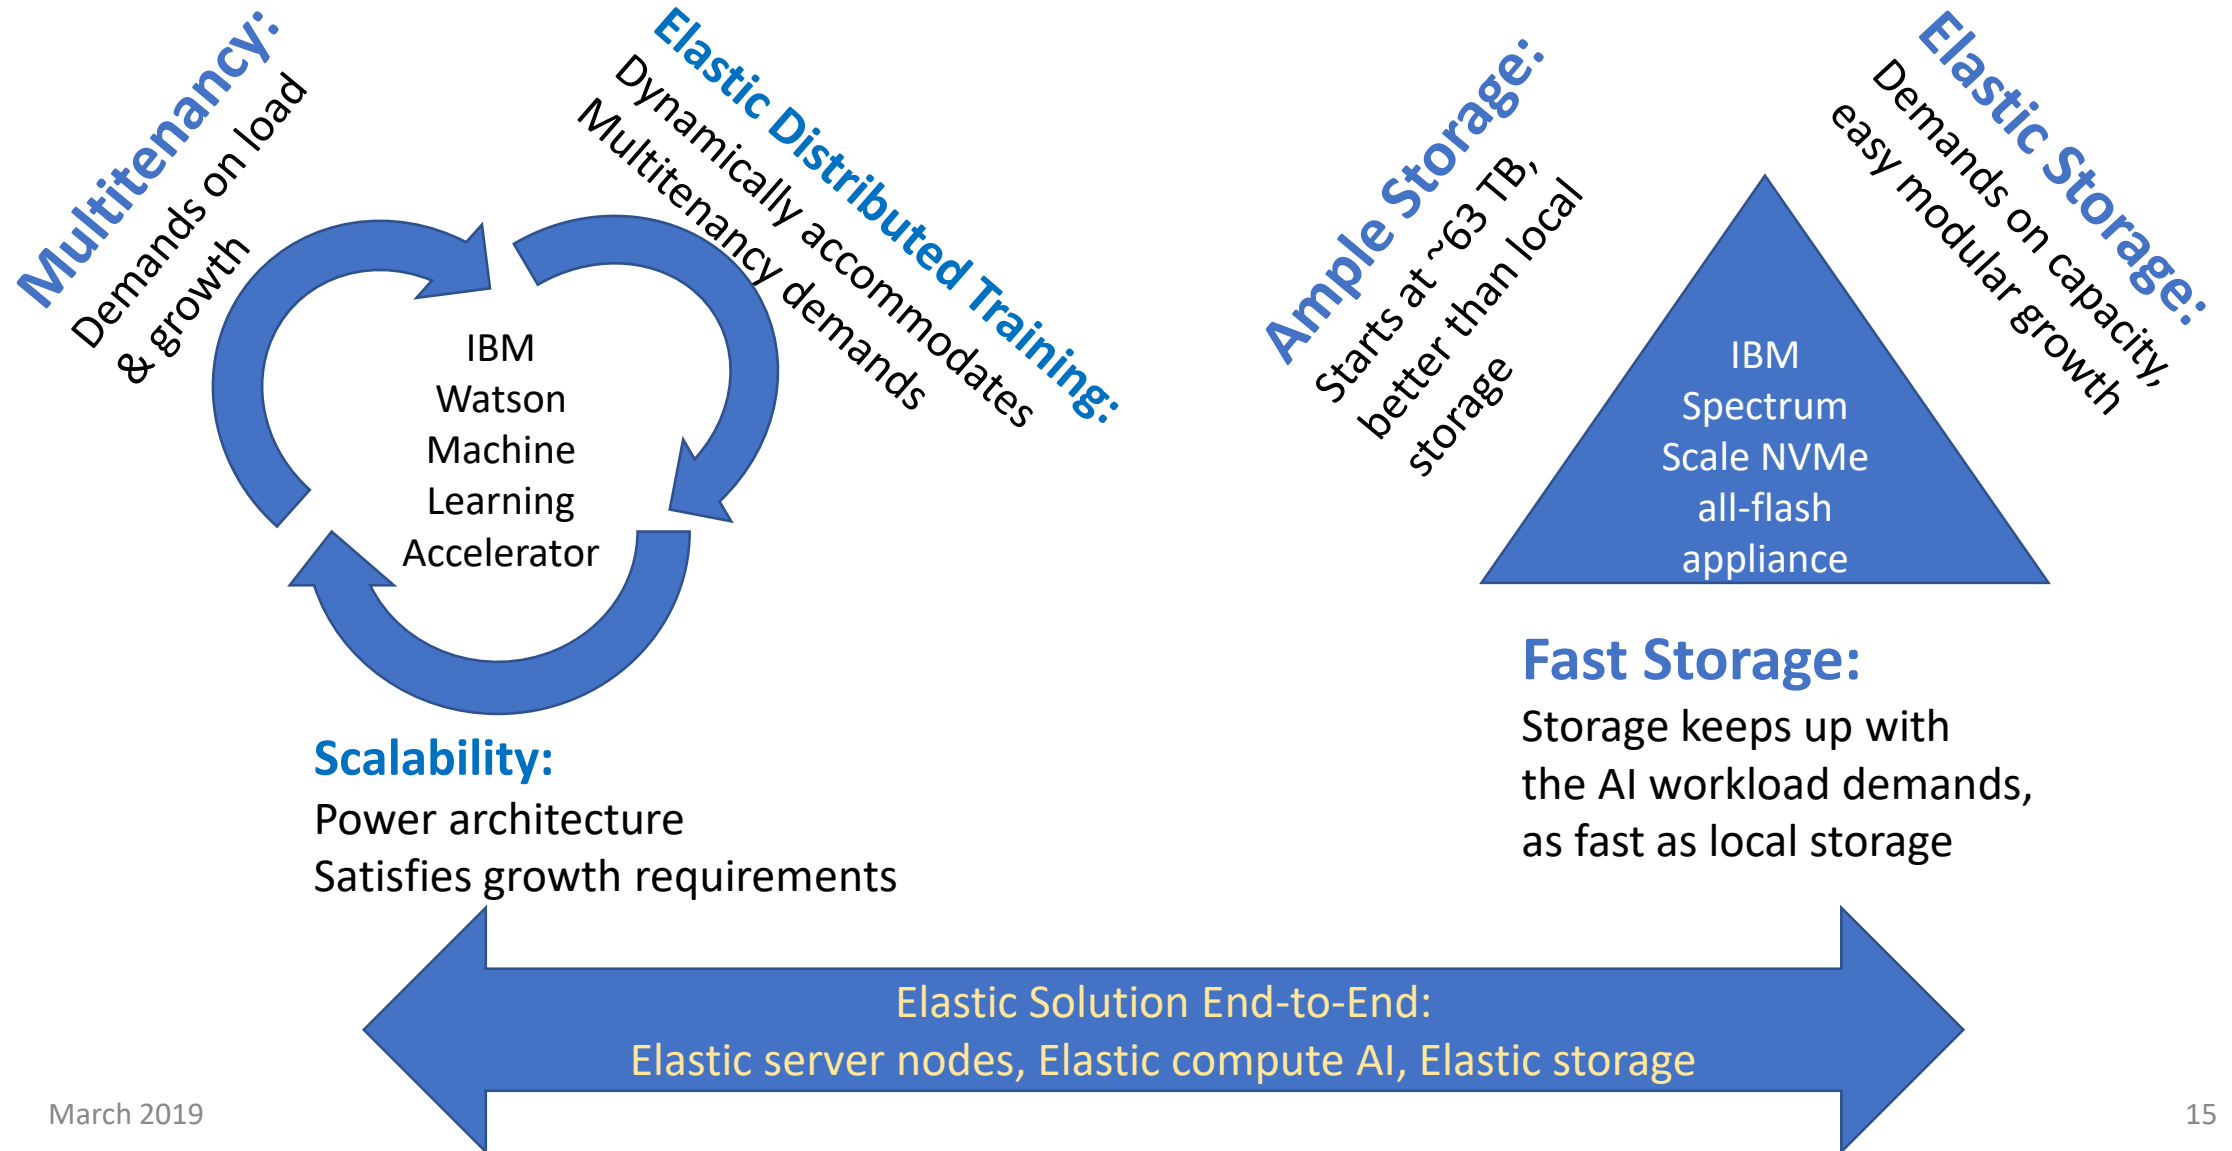 Multitenancy:
Demands on load
& growth
Elastic Distributed Training:
Dynamically accommodates
Multitenancy demands
IBM
Watson
Machine
Learning
Accelerator
Scalability:
Power architecture
Satisfies growth requirements
Ample Storage:
Starts at ~63 TB,
better than local
storage
Elastic Storage:
Demands on capacity,
easy modular growth
IBM
Spectrum
Scale NVMe
all-flash
appliance
Fast Storage:
Storage keeps up with
the AI workload demands,
as fast as local storage
Elastic Solution End-to-End:
Elastic server nodes, Elastic compute AI, Elastic storage
March 2019
15